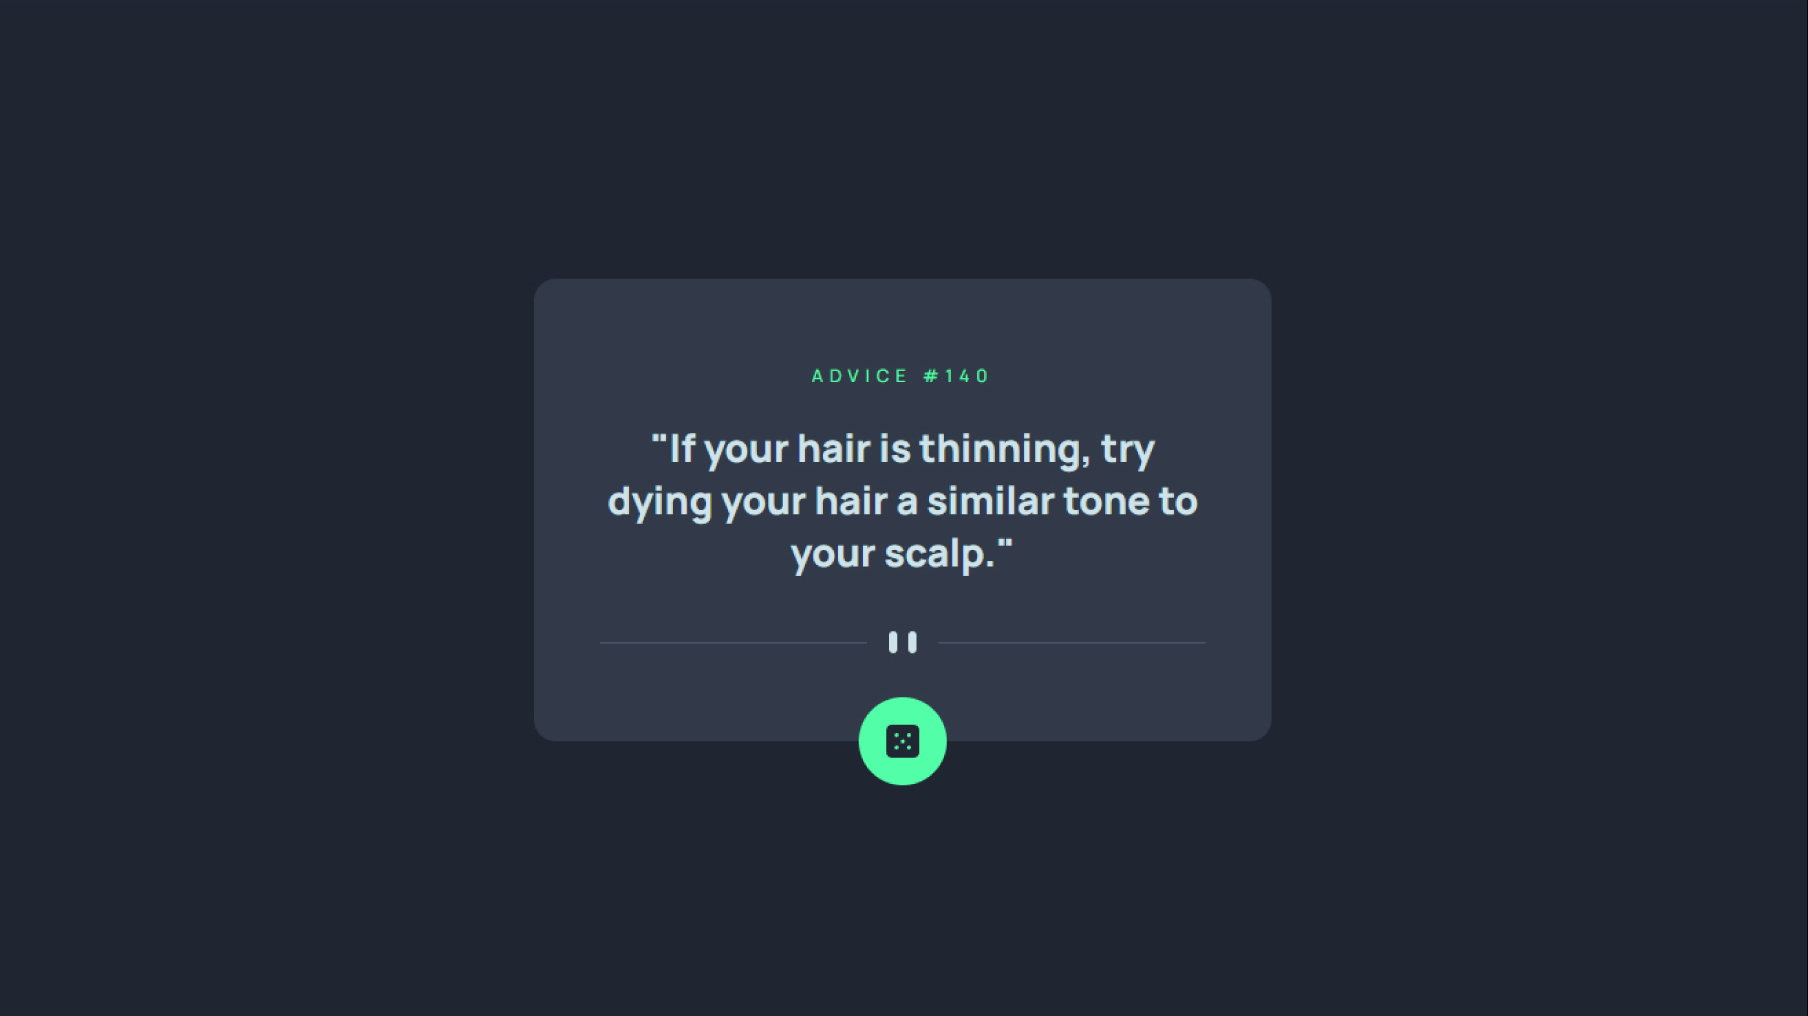 ADVICE #140
"If your hair is thinning, try
dying your hair a similar tone to
your scalp."